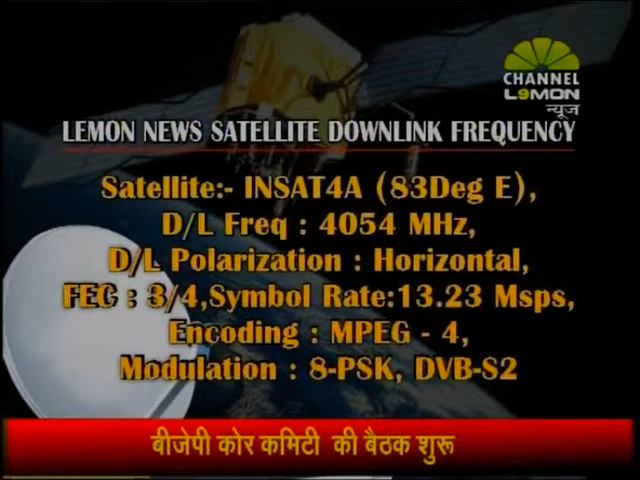 CHANNEL
LEMON
न्यूज
LEMON NEWS SATELLITE DOWNLINK FREQUENCY
Satellite:- INSAT4A (83Deg E),
D/L Freq : 4054 MHz,
D/L Polarization : Horizontal,
FEC : 3/4,Symbol Rate:13.23 Msps,
Encoding : MPEG - 4,
Modulation : 8-PSK, DVB-S2
बीजेपी कोर कमिटी की बैठक शुरू